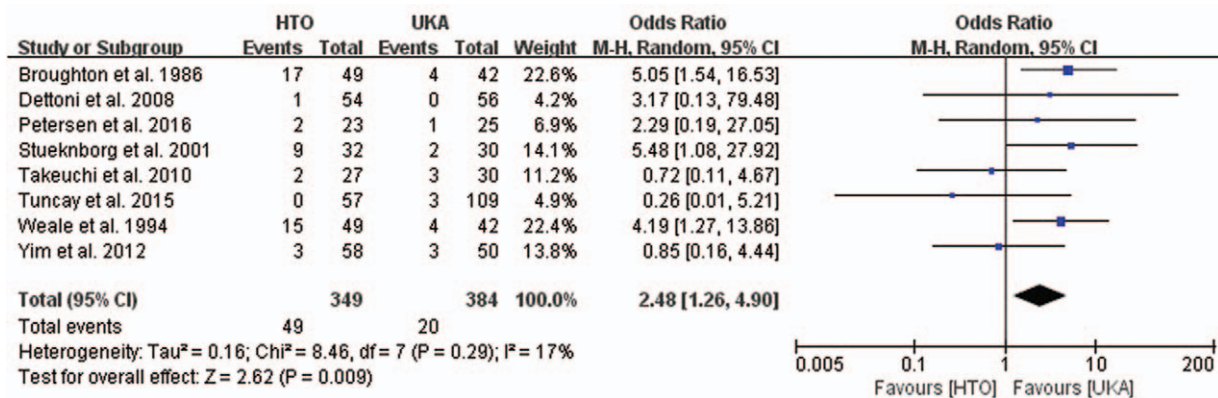 HTO UKA Odds Ratio Odds Ratio
Study or Subgroup Events Total Events Total Weight M-H, Random, 95% CI M-H, Random, 95% CI
Broughton et al. 1986 17 49 4 42 22.6% 5.05 [1.54, 16.53]
Dettoni et al. 2008 1 54 0 56 4.2% 3.17 [0.13, 79.48]
Petersen et al. 2016 2 23 1 25 6.9% 2.29 [0.19, 27.05]
Stueknborg et al. 2001 9 32 2 30 14.1% 5.48 [1.08, 27.92]
Takeuchi et al. 2010 2 27 3 30 11.2% 0.72 [0.11, 4.67]
Tuncay et al. 2015 0 57 3 109 4.9% 0.26 [0.01, 5.21]
Weale et al. 1994 15 49 4 42 22.4% 4.19 [1.27, 13.86]
Yim et al. 2012 3 58 3 50 13.8% 0.85 [0.16, 4.44]
Total (95% CI) 349 384 100.0% 2.48 [1.26, 4.90]
Total events 49 20
Heterogeneity: Tau² = 0.16; Chi² = 8.46, df = 7 (P = 0.29); I² = 17%
Test for overall effect: Z = 2.62 (P = 0.009)
0.005 0.1 1 10 200
Favours [HTO] Favours [UKA]